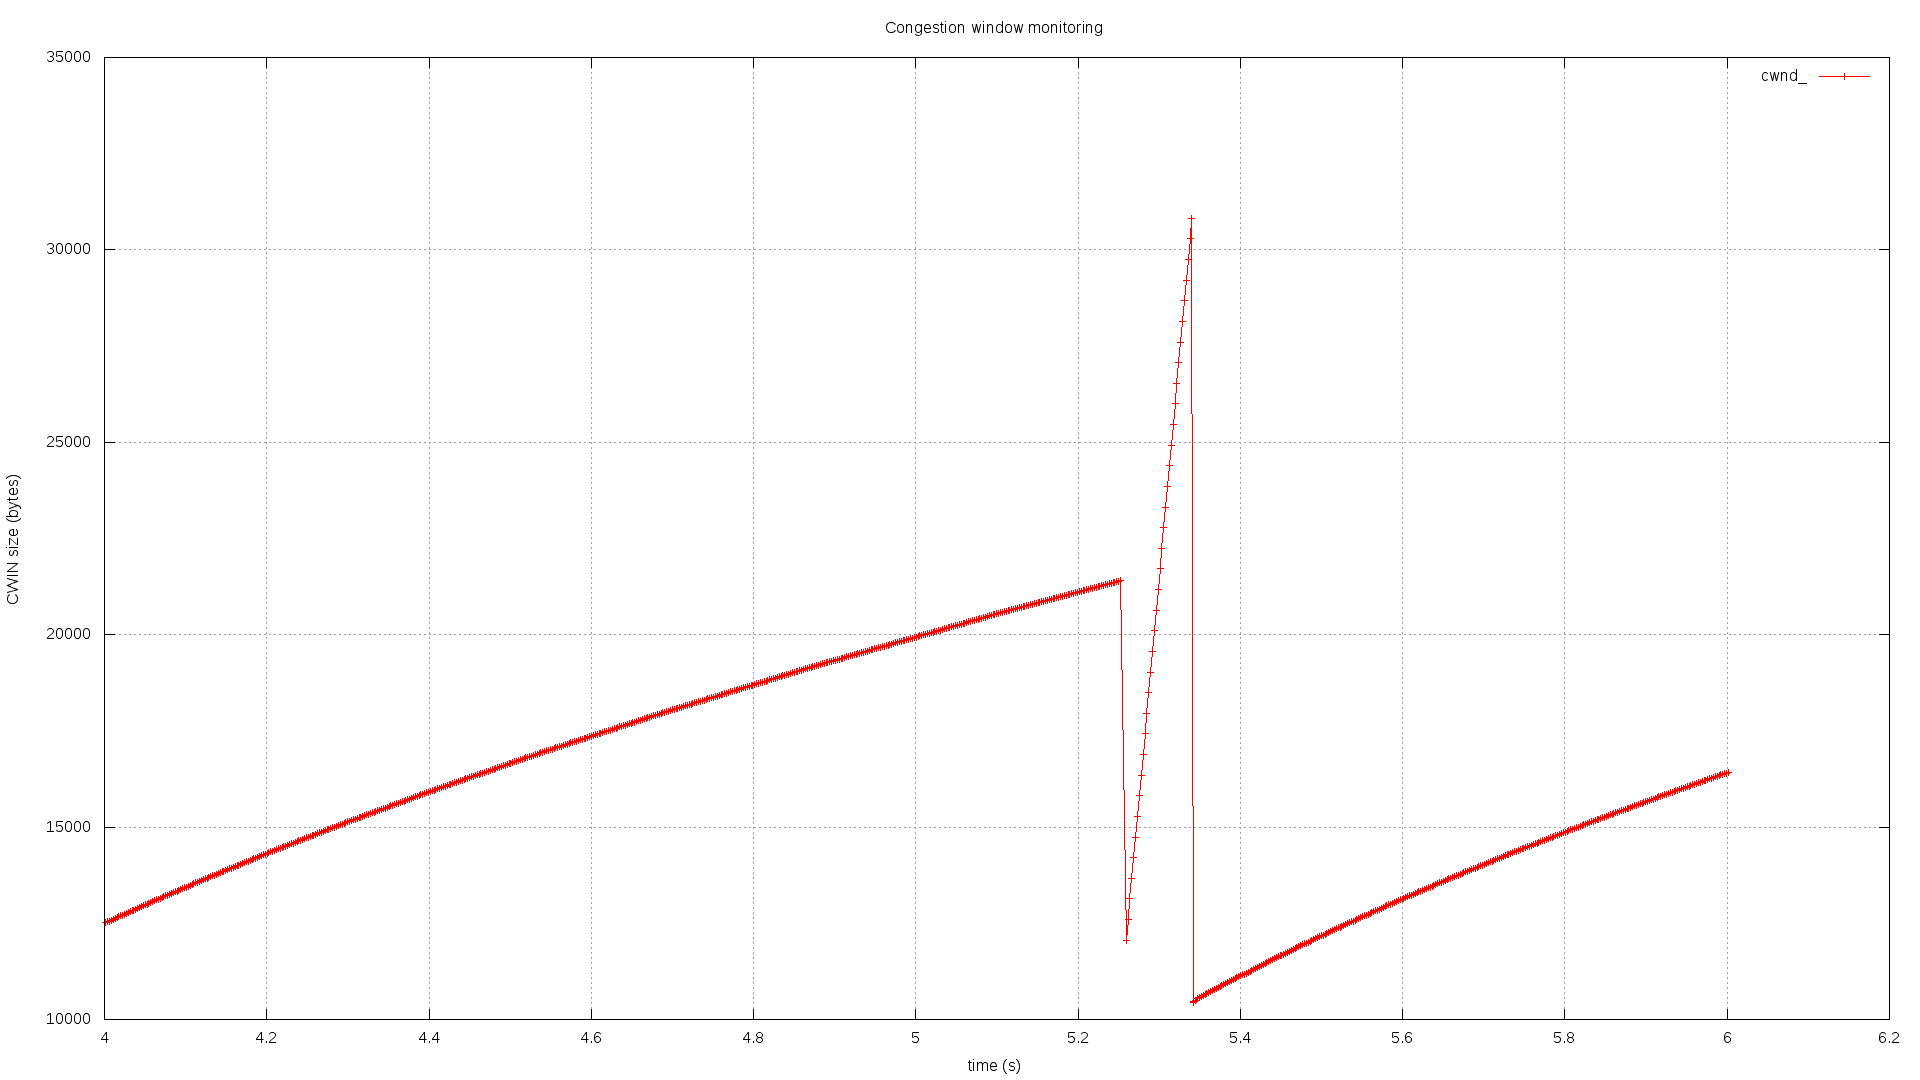 Congestion window monitoring
cwnd_
35000
30000
25000
20000
15000
10000
CWIN size (bytes)
4 4.2 4.4 4.6 4.8 5 5.2 5.4 5.6 5.8 6 6.2
time (s)